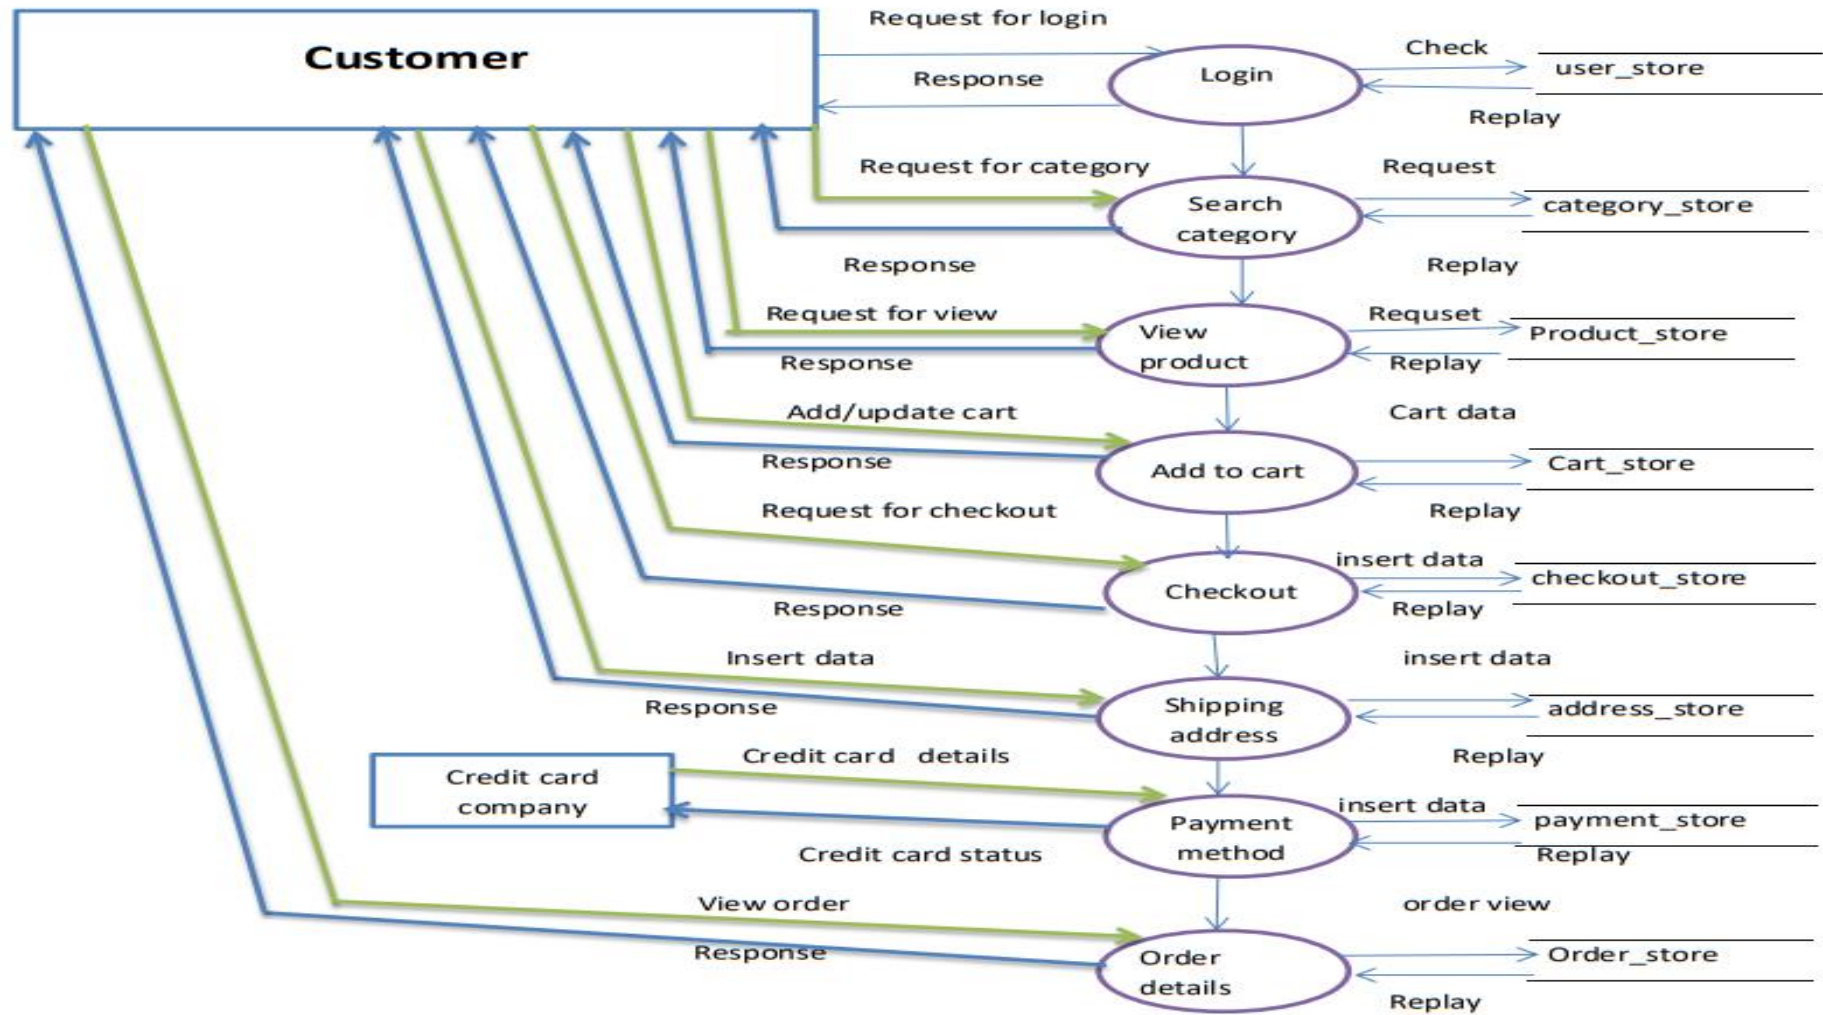 Request for login
Customer
Check
Response
Login
user_store
Replay
Request for category
Request
Search
category
category_store
Response
Replay
Request for view
Requset
View
product
Product_store
Response
Replay
Add/update cart
Cart data
Response
Add to cart
Cart_store
Request for checkout
Replay
insert data
Checkout
checkout_store
Response
Replay
Insert data
insert data
Response
Shipping
address
address_store
Credit card details
Replay
Credit card
company
insert data
Payment
method
payment_store
Credit card status
Replay
View order
order view
Response
Order
details
Order_store
Replay